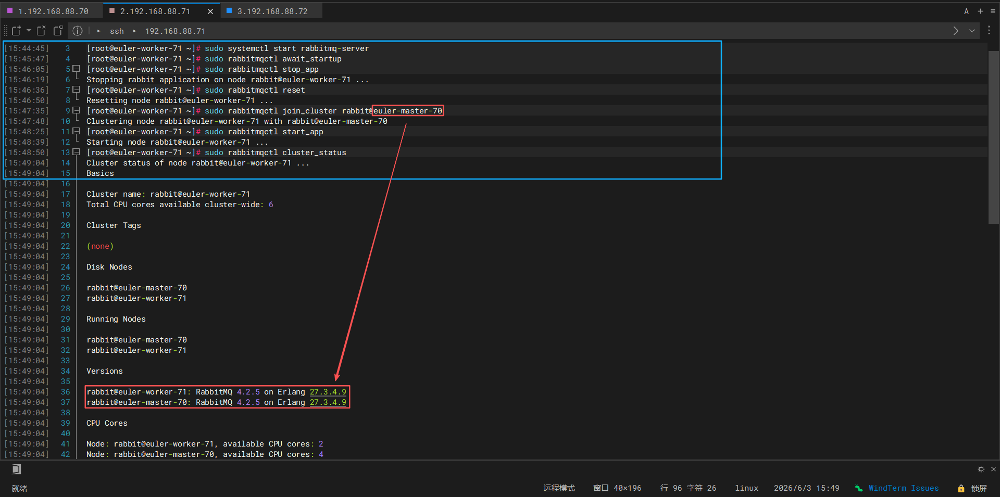 1.192.168.88.70 2.192.168.88.71 3.192.168.88.72 A
ssh 192.168.88.71
[15:44:45] 3 [root@euler-worker-71 ~]# sudo systemctl start rabbitmq-server
[15:45:47] 4 [root@euler-worker-71 ~]# sudo rabbitmqctl await_startup
[15:46:05] 5 [root@euler-worker-71 ~]# sudo rabbitmqctl stop_app
[15:46:19] 6 Stopping rabbit application on node rabbit@euler-worker-71 ...
[15:46:36] 7 [root@euler-worker-71 ~]# sudo rabbitmqctl reset
[15:46:50] 8 Resetting node rabbit@euler-worker-71 ...
[15:47:35] 9 [root@euler-worker-71 ~]# sudo rabbitmqctl join_cluster rabbit@euler-master-70
[15:47:48] 10 Clustering node rabbit@euler-worker-71 with rabbit@euler-master-70
[15:48:25] 11 [root@euler-worker-71 ~]# sudo rabbitmqctl start_app
[15:48:39] 12 Starting node rabbit@euler-worker-71 ...
[15:48:50] 13 [root@euler-worker-71 ~]# sudo rabbitmqctl cluster_status
[15:49:04] 14 Cluster status of node rabbit@euler-worker-71 ...
[15:49:04] 15 Basics
[15:49:04] 16
[15:49:04] 17 Cluster name: rabbit@euler-worker-71
[15:49:04] 18 Total CPU cores available cluster-wide: 6
[15:49:04] 19
[15:49:04] 20 Cluster Tags
[15:49:04] 21
[15:49:04] 22 (none)
[15:49:04] 23
[15:49:04] 24 Disk Nodes
[15:49:04] 25
[15:49:04] 26 rabbit@euler-master-70
[15:49:04] 27 rabbit@euler-worker-71
[15:49:04] 28
[15:49:04] 29 Running Nodes
[15:49:04] 30
[15:49:04] 31 rabbit@euler-master-70
[15:49:04] 32 rabbit@euler-worker-71
[15:49:04] 33
[15:49:04] 34 Versions
[15:49:04] 35
[15:49:04] 36 rabbit@euler-worker-71: RabbitMQ 4.2.5 on Erlang 27.3.4.9
[15:49:04] 37 rabbit@euler-master-70: RabbitMQ 4.2.5 on Erlang 27.3.4.9
[15:49:04] 38
[15:49:04] 39 CPU Cores
[15:49:04] 40
[15:49:04] 41 Node: rabbit@euler-worker-71, available CPU cores: 2
[15:49:04] 42 Node: rabbit@euler-master-70, available CPU cores: 4
就绪 远程模式 窗口 40×196 行 96 字符 26 linux 2026/6/3 15:49 WindTerm Issues 锁屏